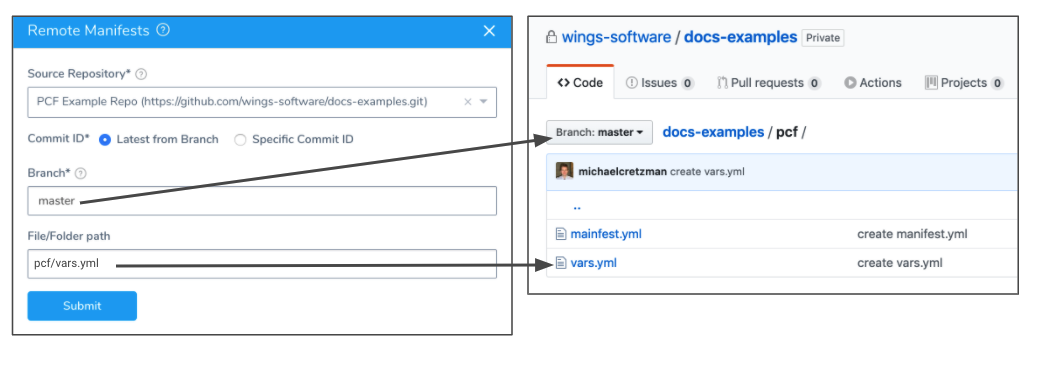 Remote Manifests ?
Source Repository* ?
PCF Example Repo (https://github.com/wings-software/docs-examples.git)
Commit ID* Latest from Branch Specific Commit ID
Branch* ?
master
File/Folder path
pcf/vars.yml
Submit
wings-software / docs-examples Private
<> Code Issues 0 Pull requests 0 Actions Projects 0
Branch: master docs-examples / pcf /
michaelcretzman create vars.yml
..
mainfest.yml create manifest.yml
vars.yml create vars.yml